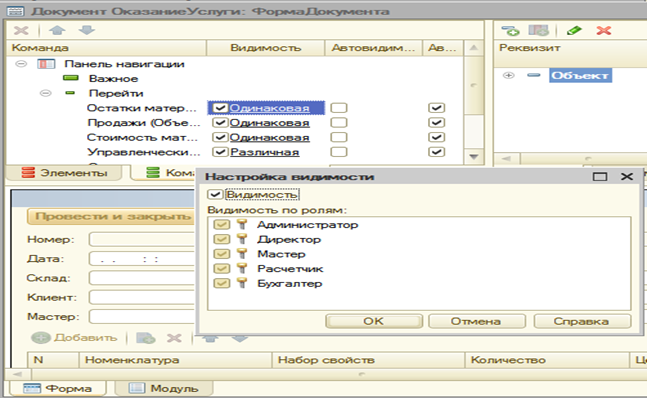 Документ ОказаниеУслуги: ФормаДокумента
Команда Видимость Автовидим... Ав...
Реквизит
Панель навигации
Важное
Перейти
Остатки матер... Одинаковая
Продажи (Объе... Одинаковая
Стоимость мат... Одинаковая
Управленчески... Различная
Объект
Элементы Кома
Настройка видимости
Видимость
Видимость по ролям:
Администратор
Директор
Мастер
Расчетчик
Бухгалтер
OK Отмена Справка
Провести и закрыть
Номер:
Дата: . . : :
Склад:
Клиент:
Мастер:
Добавить
N Номенклатура Набор свойств Количество Це
Форма Модуль